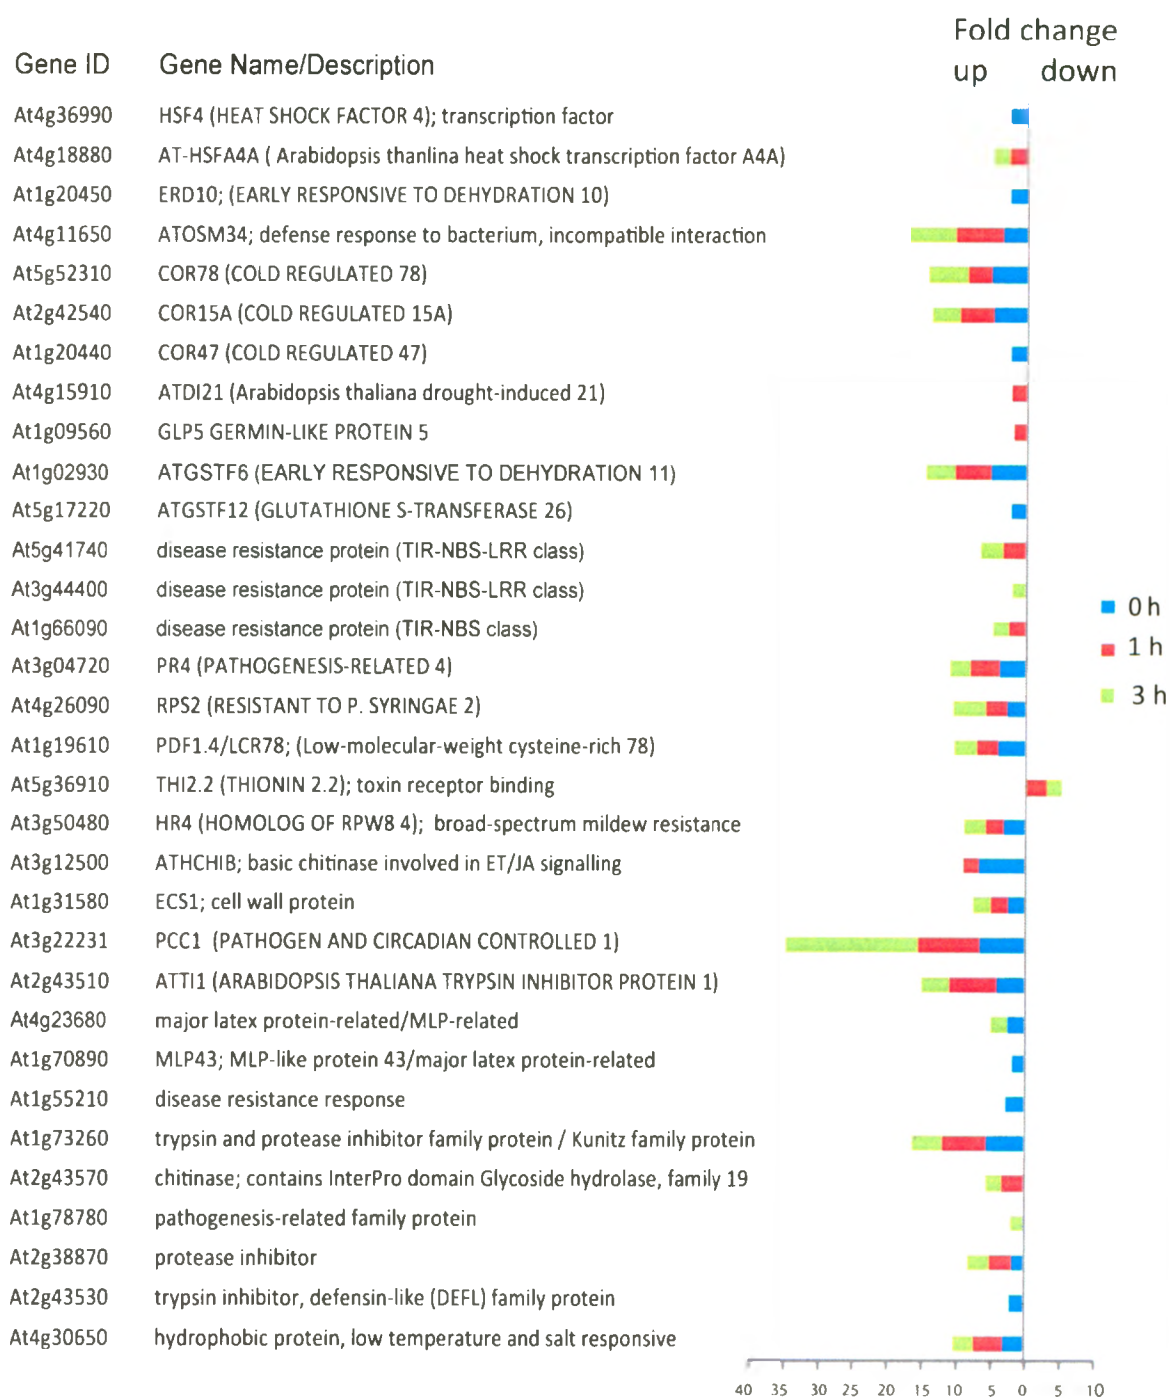 Fold change
Gene ID Gene Name/Description up down
At4g36990 HSF4 (HEAT SHOCK FACTOR 4); transcription factor
At4g18880 AT-HSFA4A ( Arabidopsis thanlina heat shock transcription factor A4A)
At1g20450 ERD10; (EARLY RESPONSIVE TO DEHYDRATION 10)
At4g11650 ATOSM34; defense response to bacterium, incompatible interaction
At5g52310 COR78 (COLD REGULATED 78)
At2g42540 COR15A (COLD REGULATED 15A)
At1g20440 COR47 (COLD REGULATED 47)
At4g15910 ATDI21 (Arabidopsis thaliana drought-induced 21)
At1g09560 GLP5 GERMIN-LIKE PROTEIN 5
At1g02930 ATGSTF6 (EARLY RESPONSIVE TO DEHYDRATION 11)
At5g17220 ATGSTF12 (GLUTATHIONE S-TRANSFERASE 26)
At5g41740 disease resistance protein (TIR-NBS-LRR class)
At3g44400 disease resistance protein (TIR-NBS-LRR class)
0 h
At1g66090 disease resistance protein (TIR-NBS class)
1 h
At3g04720 PR4 (PATHOGENESIS-RELATED 4)
3 h
At4g26090 RPS2 (RESISTANT TO P. SYRINGAE 2)
At1g19610 PDF1.4/LCR78; (Low-molecular-weight cysteine-rich 78)
At5g36910 THI2.2 (THIONIN 2.2); toxin receptor binding
At3g50480 HR4 (HOMOLOG OF RPW8 4); broad-spectrum mildew resistance
At3g12500 ATHCHIB; basic chitinase involved in ET/JA signalling
At1g31580 ECS1; cell wall protein
At3g22231 PCC1 (PATHOGEN AND CIRCADIAN CONTROLLED 1)
At2g43510 ATTI1 (ARABIDOPSIS THALIANA TRYPSIN INHIBITOR PROTEIN 1)
At4g23680 major latex protein-related/MLP-related
At1g70890 MLP43; MLP-like protein 43/major latex protein-related
At1g55210 disease resistance response
At1g73260 trypsin and protease inhibitor family protein / Kunitz family protein
At2g43570 chitinase; contains InterPro domain Glycoside hydrolase, family 19
At1g78780 pathogenesis-related family protein
At2g38870 protease inhibitor
At2g43530 trypsin inhibitor, defensin-like (DEFL) family protein
At4g30650 hydrophobic protein, low temperature and salt responsive
40 35 30 25 20 15 10 5 0 5 10